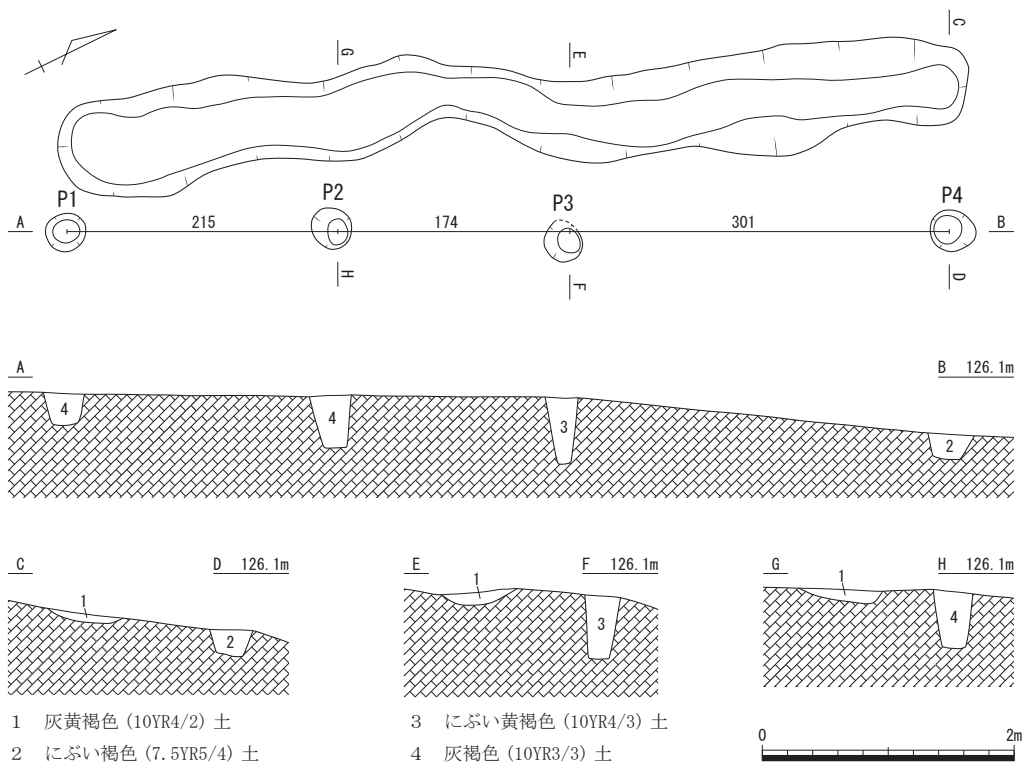 G
E
C
P1
P2
P3
P4
A
215
174
301
B
H
F
D
A
B 126.1m
4
4
3
2
C
D 126.1m
E
F 126.1m
G
H 126.1m
1
2
1
3
1
4
1 灰黄褐色 (10YR4/2) 土
2 にぶい褐色 (7.5YR5/4) 土
3 にぶい黄褐色 (10YR4/3) 土
4 灰褐色 (10YR3/3) 土
0
2m